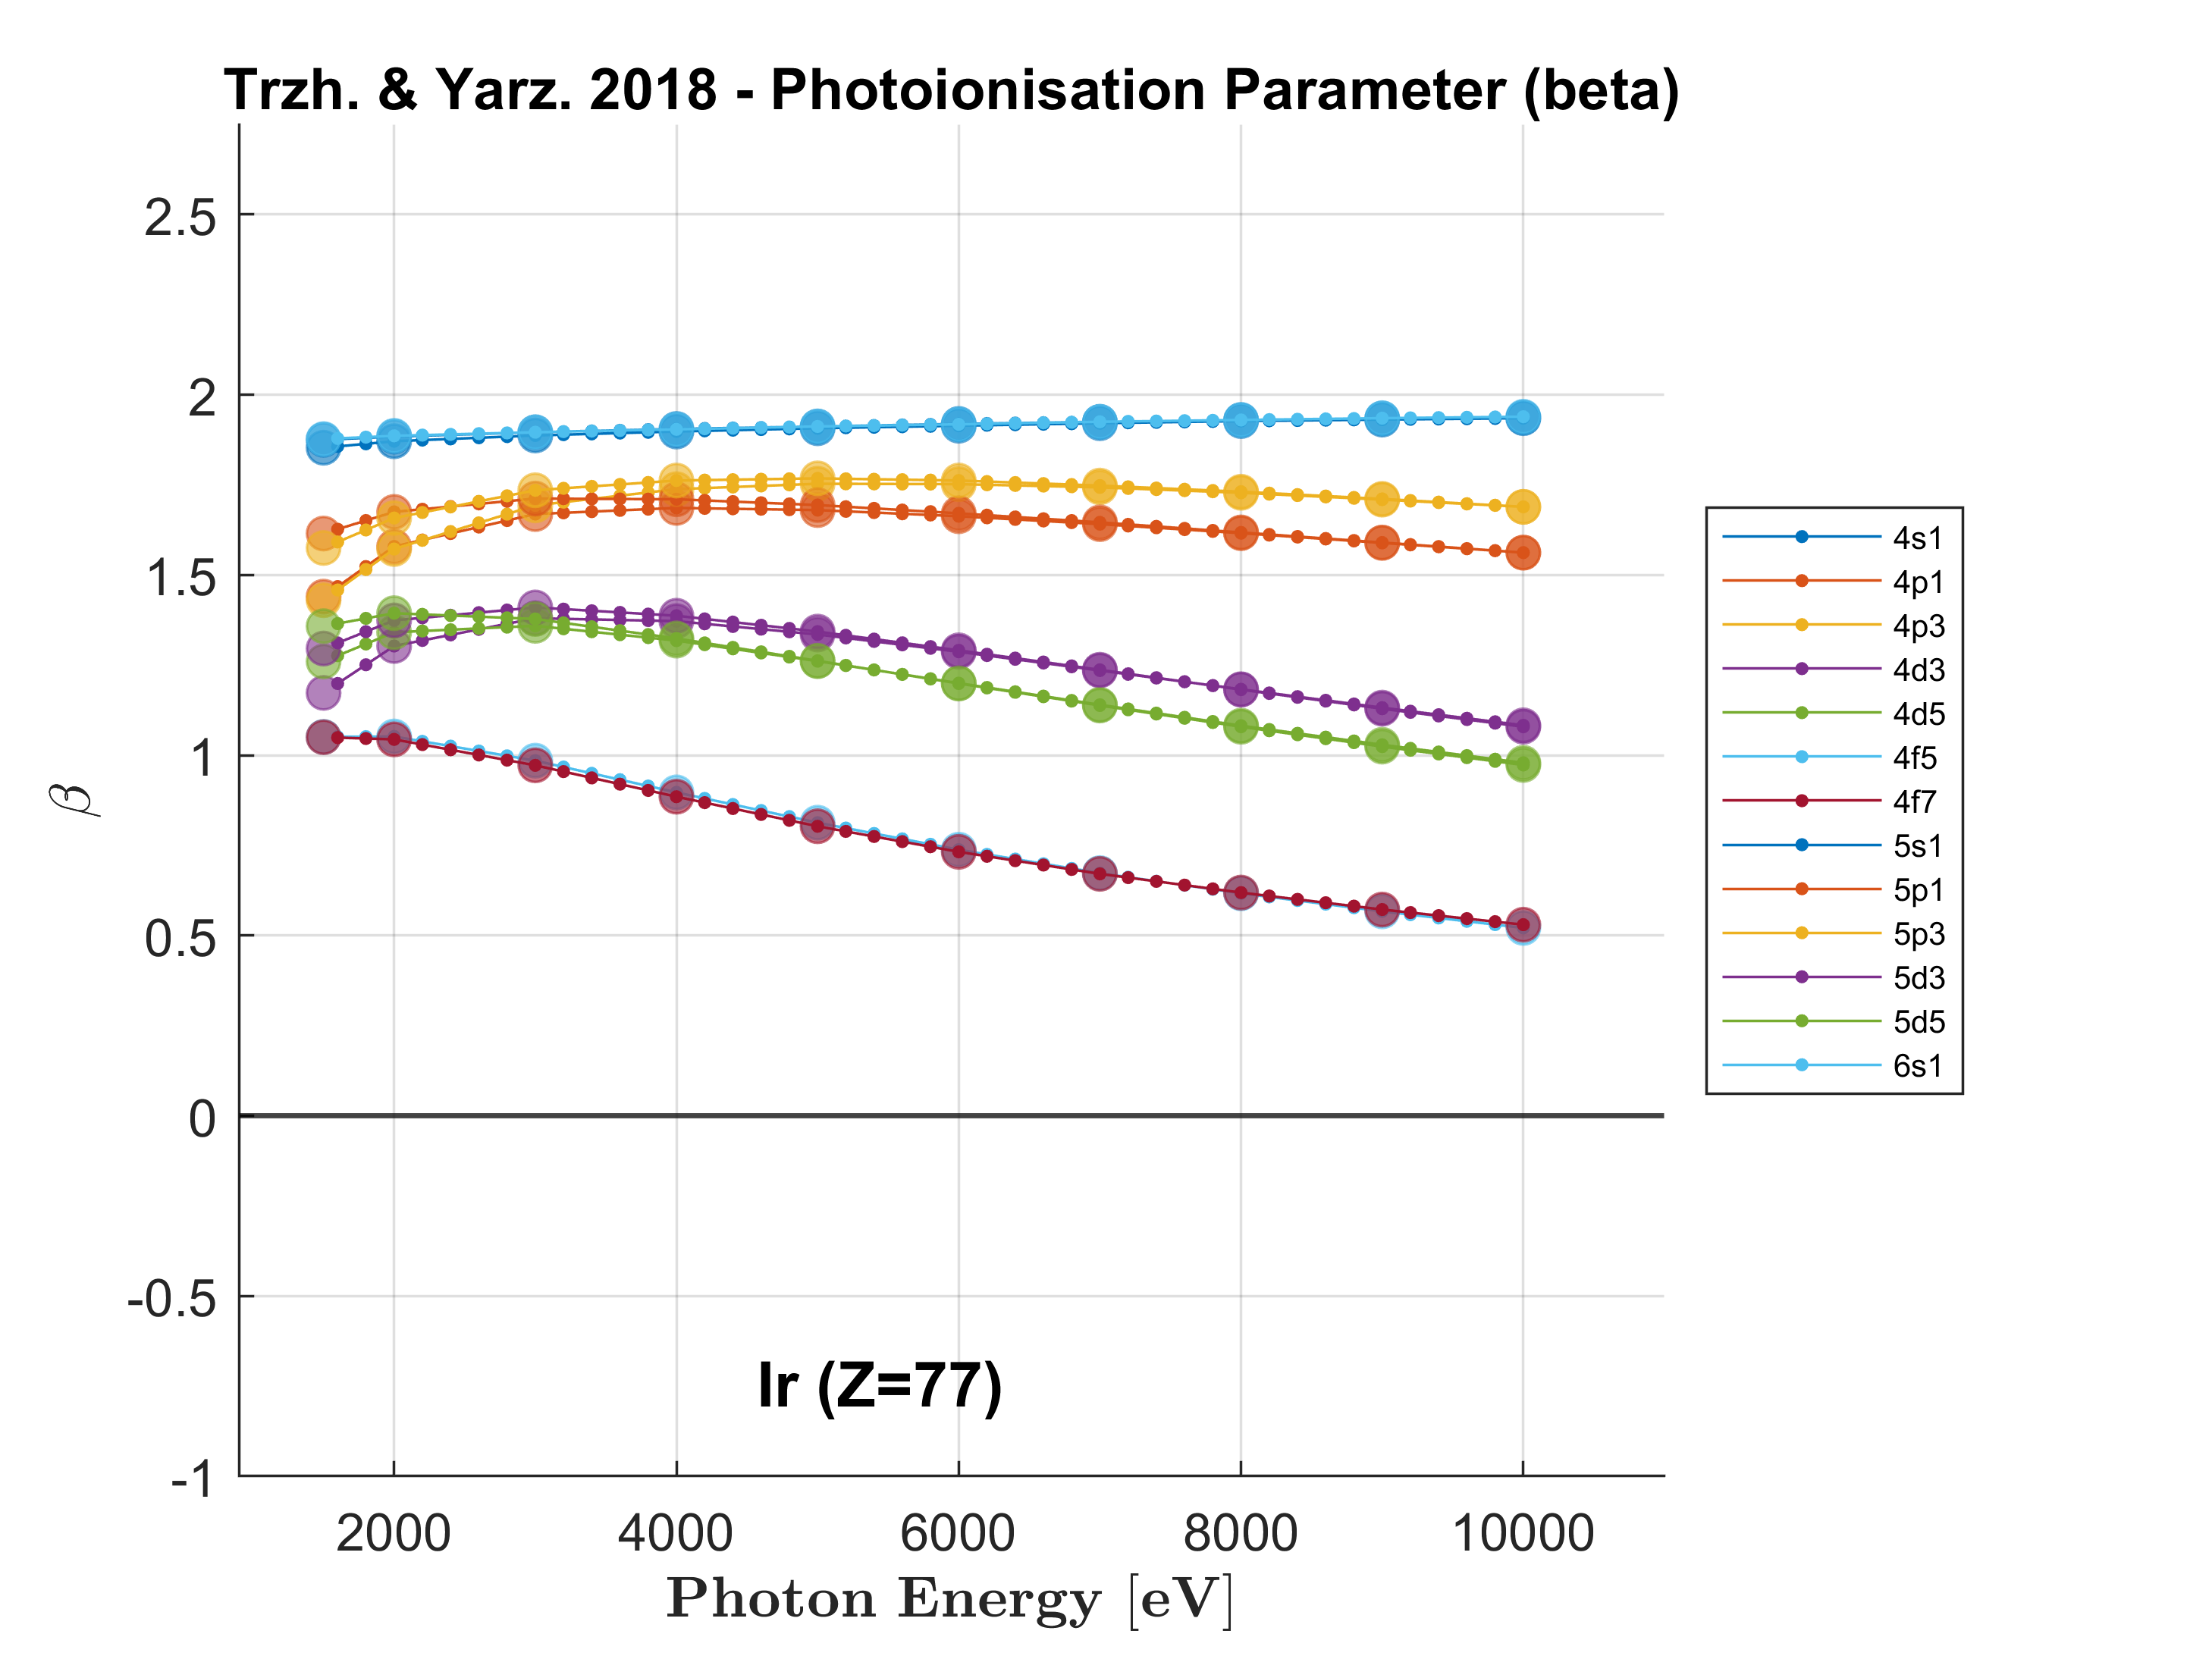 Trzh. & Yarz. 2018 - Photoionisation Parameter (beta)
2.5
2
1.5
1
0.5
0
-0.5
-1
β
2000 4000 6000 8000 10000
Photon Energy [eV]
Ir (Z=77)
4s1
4p1
4p3
4d3
4d5
4f5
4f7
5s1
5p1
5p3
5d3
5d5
6s1